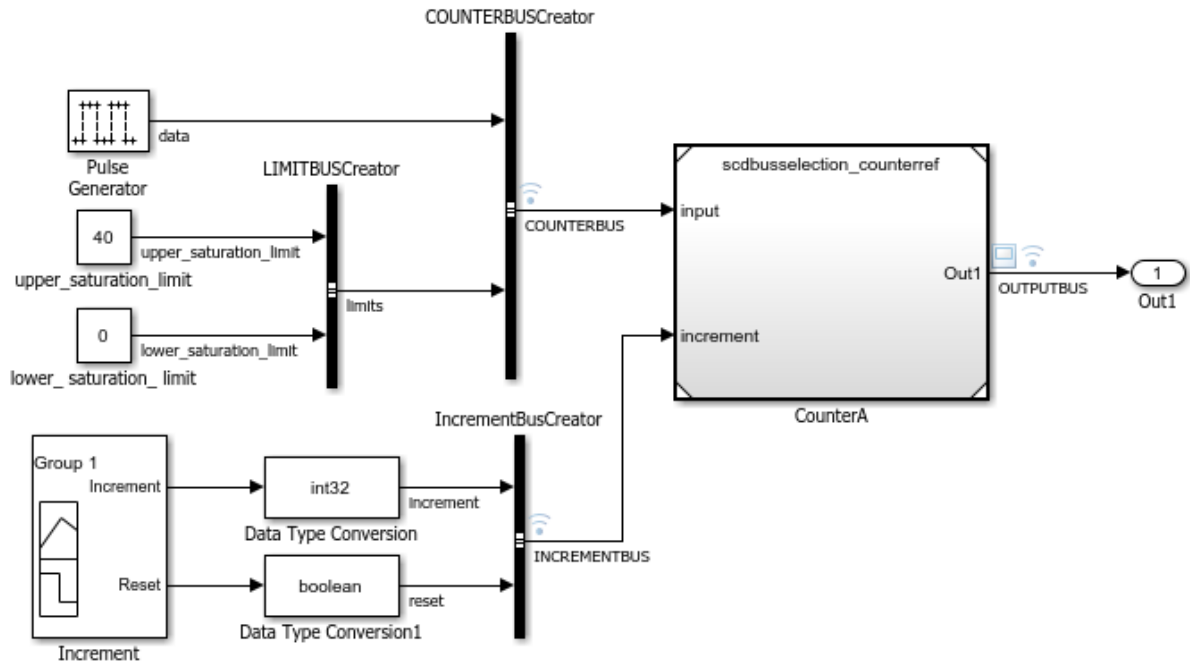 COUNTERBUSCreator
data
Pulse
Generator
LIMITBUSCreator
40
upper_saturation_limit
upper_saturation_limit
limits
0
lower_saturation_limit
lower_ saturation_ limit
COUNTERBUS
scdbusselection_counterref
input
increment
Out1
CounterA
OUTPUTBUS
1
Out1
IncrementBusCreator
Group 1
Increment
Reset
Increment
int32
Data Type Conversion
increment
boolean
Data Type Conversion1
reset
INCREMENTBUS